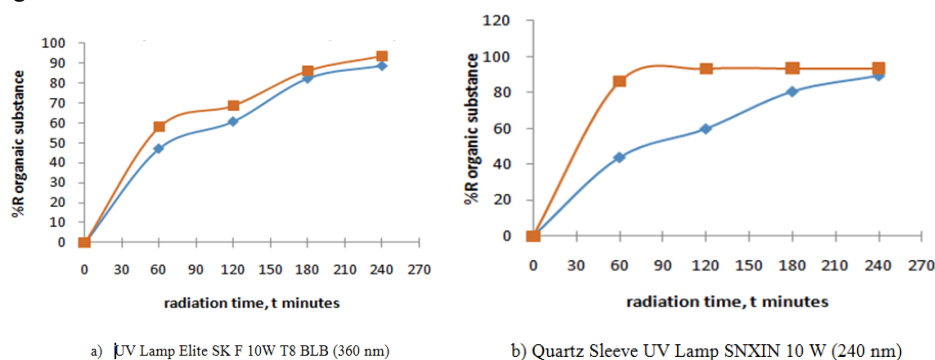 100
90
80
70
60
50
40
30
20
10
0
%R organaic substance
0 30 60 90 120 150 180 210 240 270
radiation time, t minutes
a) UV Lamp Elite SK F 10W T8 BLB (360 nm)
120
100
80
60
40
20
0
%R organic substance
0 30 60 90 120 150 180 210 240 270
radiation time, t minutes
b) Quartz Sleeve UV Lamp SNXIN 10 W (240 nm)